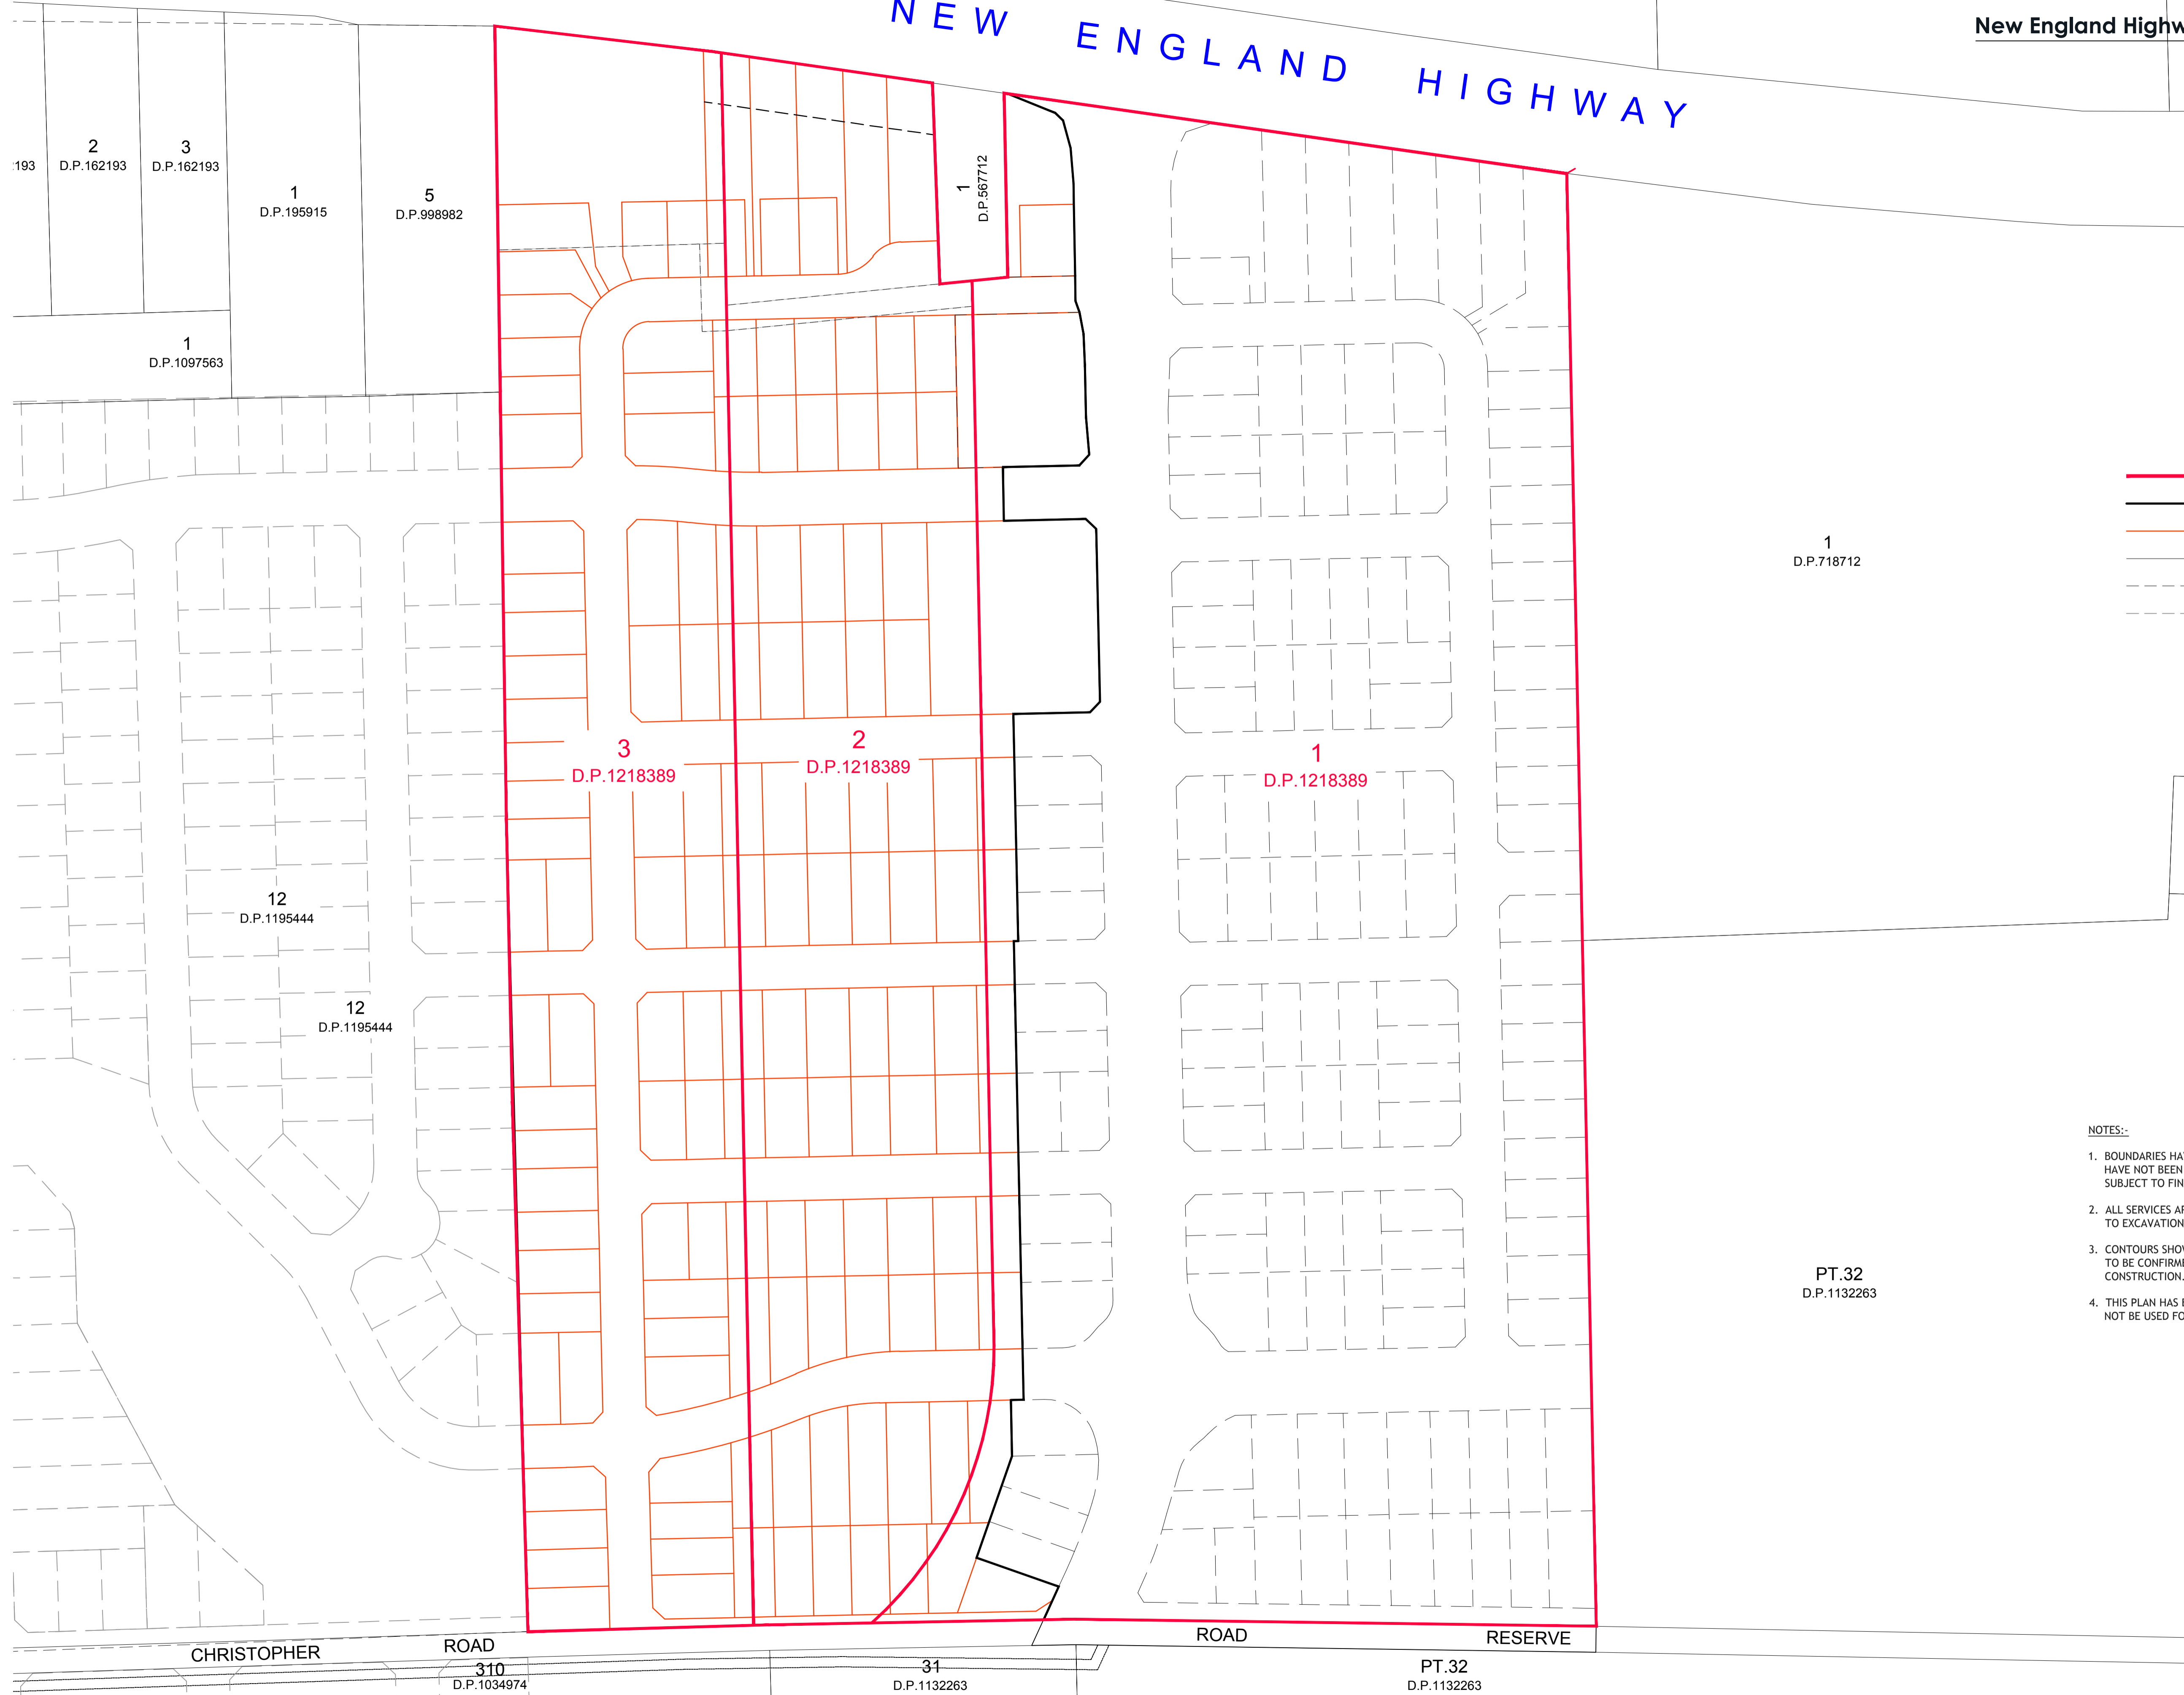 NEW ENGLAND HIGHWAY
New England Highw
193
2
D.P.162193
3
D.P.162193
1
D.P.195915
5
D.P.998982
1
D.P.567712
1
D.P.1097563
1
D.P.718712
3
D.P.1218389
2
D.P.1218389
1
D.P.1218389
12
D.P.1195444
12
D.P.1195444
PT.32
D.P.1132263
NOTES:-
1. BOUNDARIES HA
HAVE NOT BEEN
SUBJECT TO FIN
2. ALL SERVICES A
TO EXCAVATION
3. CONTOURS SHO
TO BE CONFIRM
CONSTRUCTION.
4. THIS PLAN HAS
NOT BE USED FO
CHRISTOPHER ROAD
ROAD RESERVE
310
D.P.1034974
31
D.P.1132263
PT.32
D.P.1132263